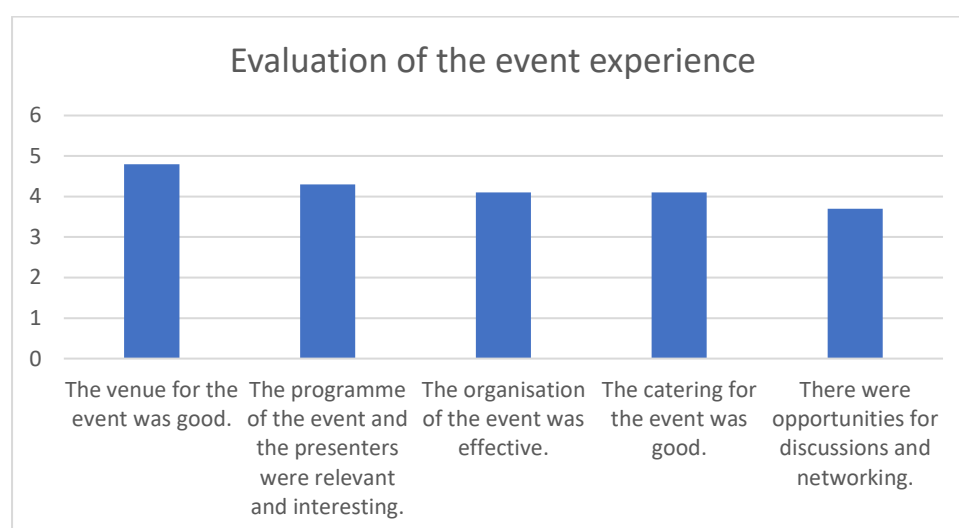 Evaluation of the event experience
6
5
4
3
2
1
0
The venue for the
event was good.
The programme
of the event and
the presenters
were relevant
and interesting.
The organisation
of the event was
effective.
The catering for
the event was
good.
There were
opportunities for
discussions and
networking.